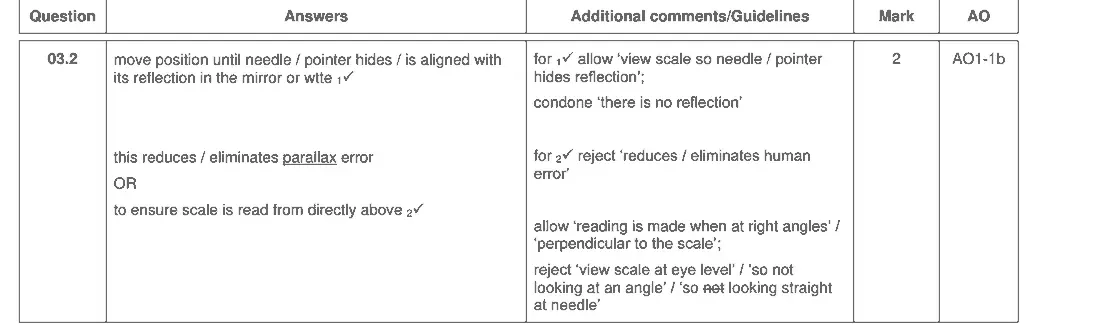 Question Answers Additional comments/Guidelines Mark AO
03.2 move position until needle / pointer hides / is aligned with its reflection in the mirror or wtte ₁✓ for ₁✓ allow ‘view scale so needle / pointer hides reflection’; 2 AO1-1b
condone ‘there is no reflection’
this reduces / eliminates parallax error
OR
to ensure scale is read from directly above ₂✓
for ₂✓ reject ‘reduces / eliminates human
error’
allow ‘reading is made when at right angles’ /
‘perpendicular to the scale’;
reject ‘view scale at eye level’ / ‘so not
looking at an angle’ / ‘so not looking straight
at needle’